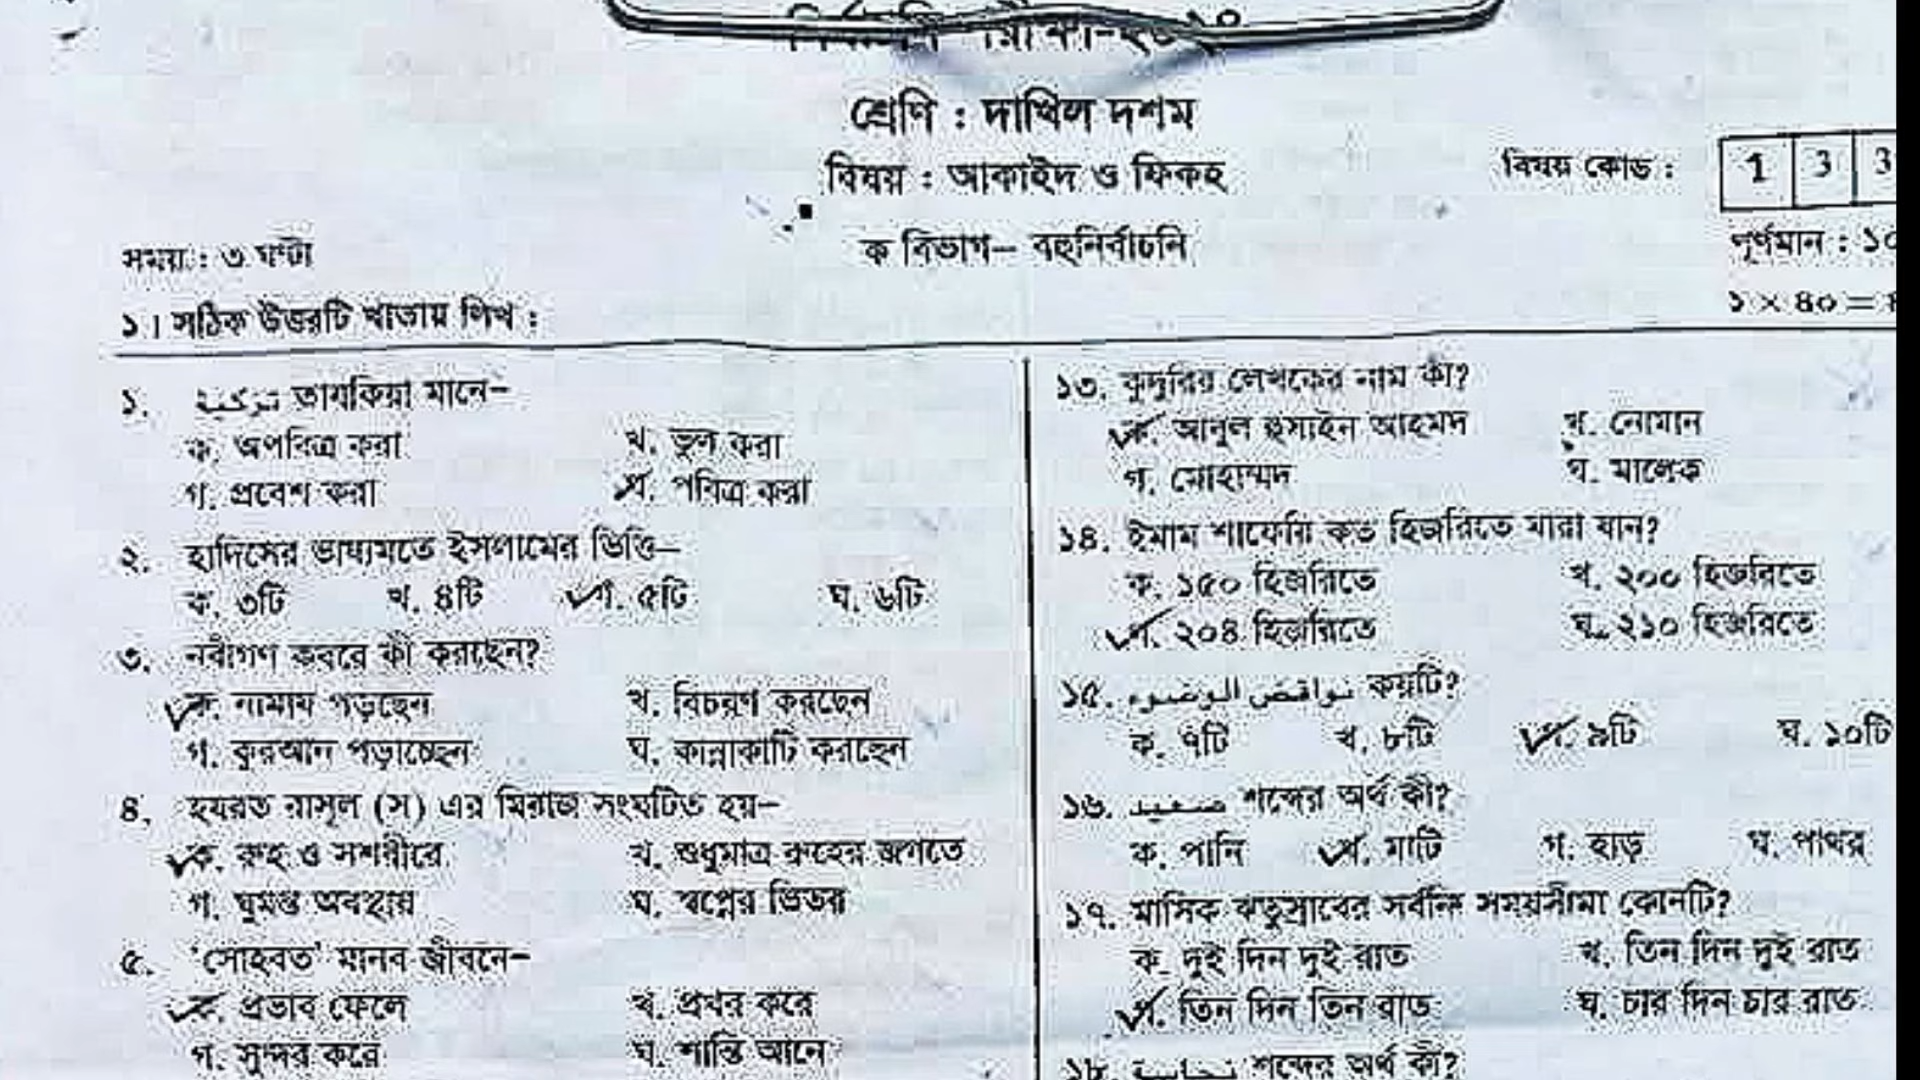 শ্রেণি : দাখিল দশম
বিষয় : আকাইদ ও ফিকহ
বিষয় কোড : 1 3 3
ক বিভাগ– বহুনির্বাচনি
সময় : ৩ ঘণ্টা
পূর্ণমান : ১০
১ × ৪০ =
১। সঠিক উত্তরটি খাতায় লিখ :
১. تزكية তাযকিয়া মানে–
ক. অপবিত্র করা খ. ভুল করা
গ. প্রবেশ করা ঘ. পবিত্র করা
২. হাদিসের ভাষ্যমতে ইসলামের ভিত্তি–
ক. ৩টি খ. ৪টি গ. ৫টি ঘ. ৬টি
৩. নবীগণ কবরে কী করছেন?
ক. নামায পড়ছেন খ. বিচরণ করছেন
গ. কুরআন পড়াচ্ছেন ঘ. কান্নাকাটি করছেন
৪. হযরত রাসূল (স) এর মিরাজ সংঘটিত হয়–
ক. রুহ ও সশরীরে খ. শুধুমাত্র রুহের জগতে
গ. ঘুমন্ত অবস্থায় ঘ. স্বপ্নের ভিতর
৫. ‘সোহবত’ মানব জীবনে–
ক. প্রভাব ফেলে খ. প্রখর করে
গ. সুন্দর করে ঘ. শান্তি আনে
১৩. কুদুরির লেখকের নাম কী?
ক. আবুল হুসাইন আহমদ খ. নোমান
গ. মোহাম্মদ ঘ. মালেক
১৪. ইমাম শাফেয়ি কত হিজরিতে মারা যান?
ক. ১৫০ হিজরিতে খ. ২০০ হিজরিতে
গ. ২০৪ হিজরিতে ঘ. ২১০ হিজরিতে
১৫. نواقض الوضوء কয়টি?
ক. ৭টি খ. ৮টি গ. ৯টি ঘ. ১০টি
১৬. صعيد শব্দের অর্থ কী?
ক. পানি খ. মাটি গ. হাড় ঘ. পাথর
১৭. মাসিক ঋতুস্রাবের সর্বনিম্ন সময়সীমা কোনটি?
ক. দুই দিন দুই রাত খ. তিন দিন দুই রাত
গ. তিন দিন তিন রাত ঘ. চার দিন চার রাত
১৮. শব্দের অর্থ কী?